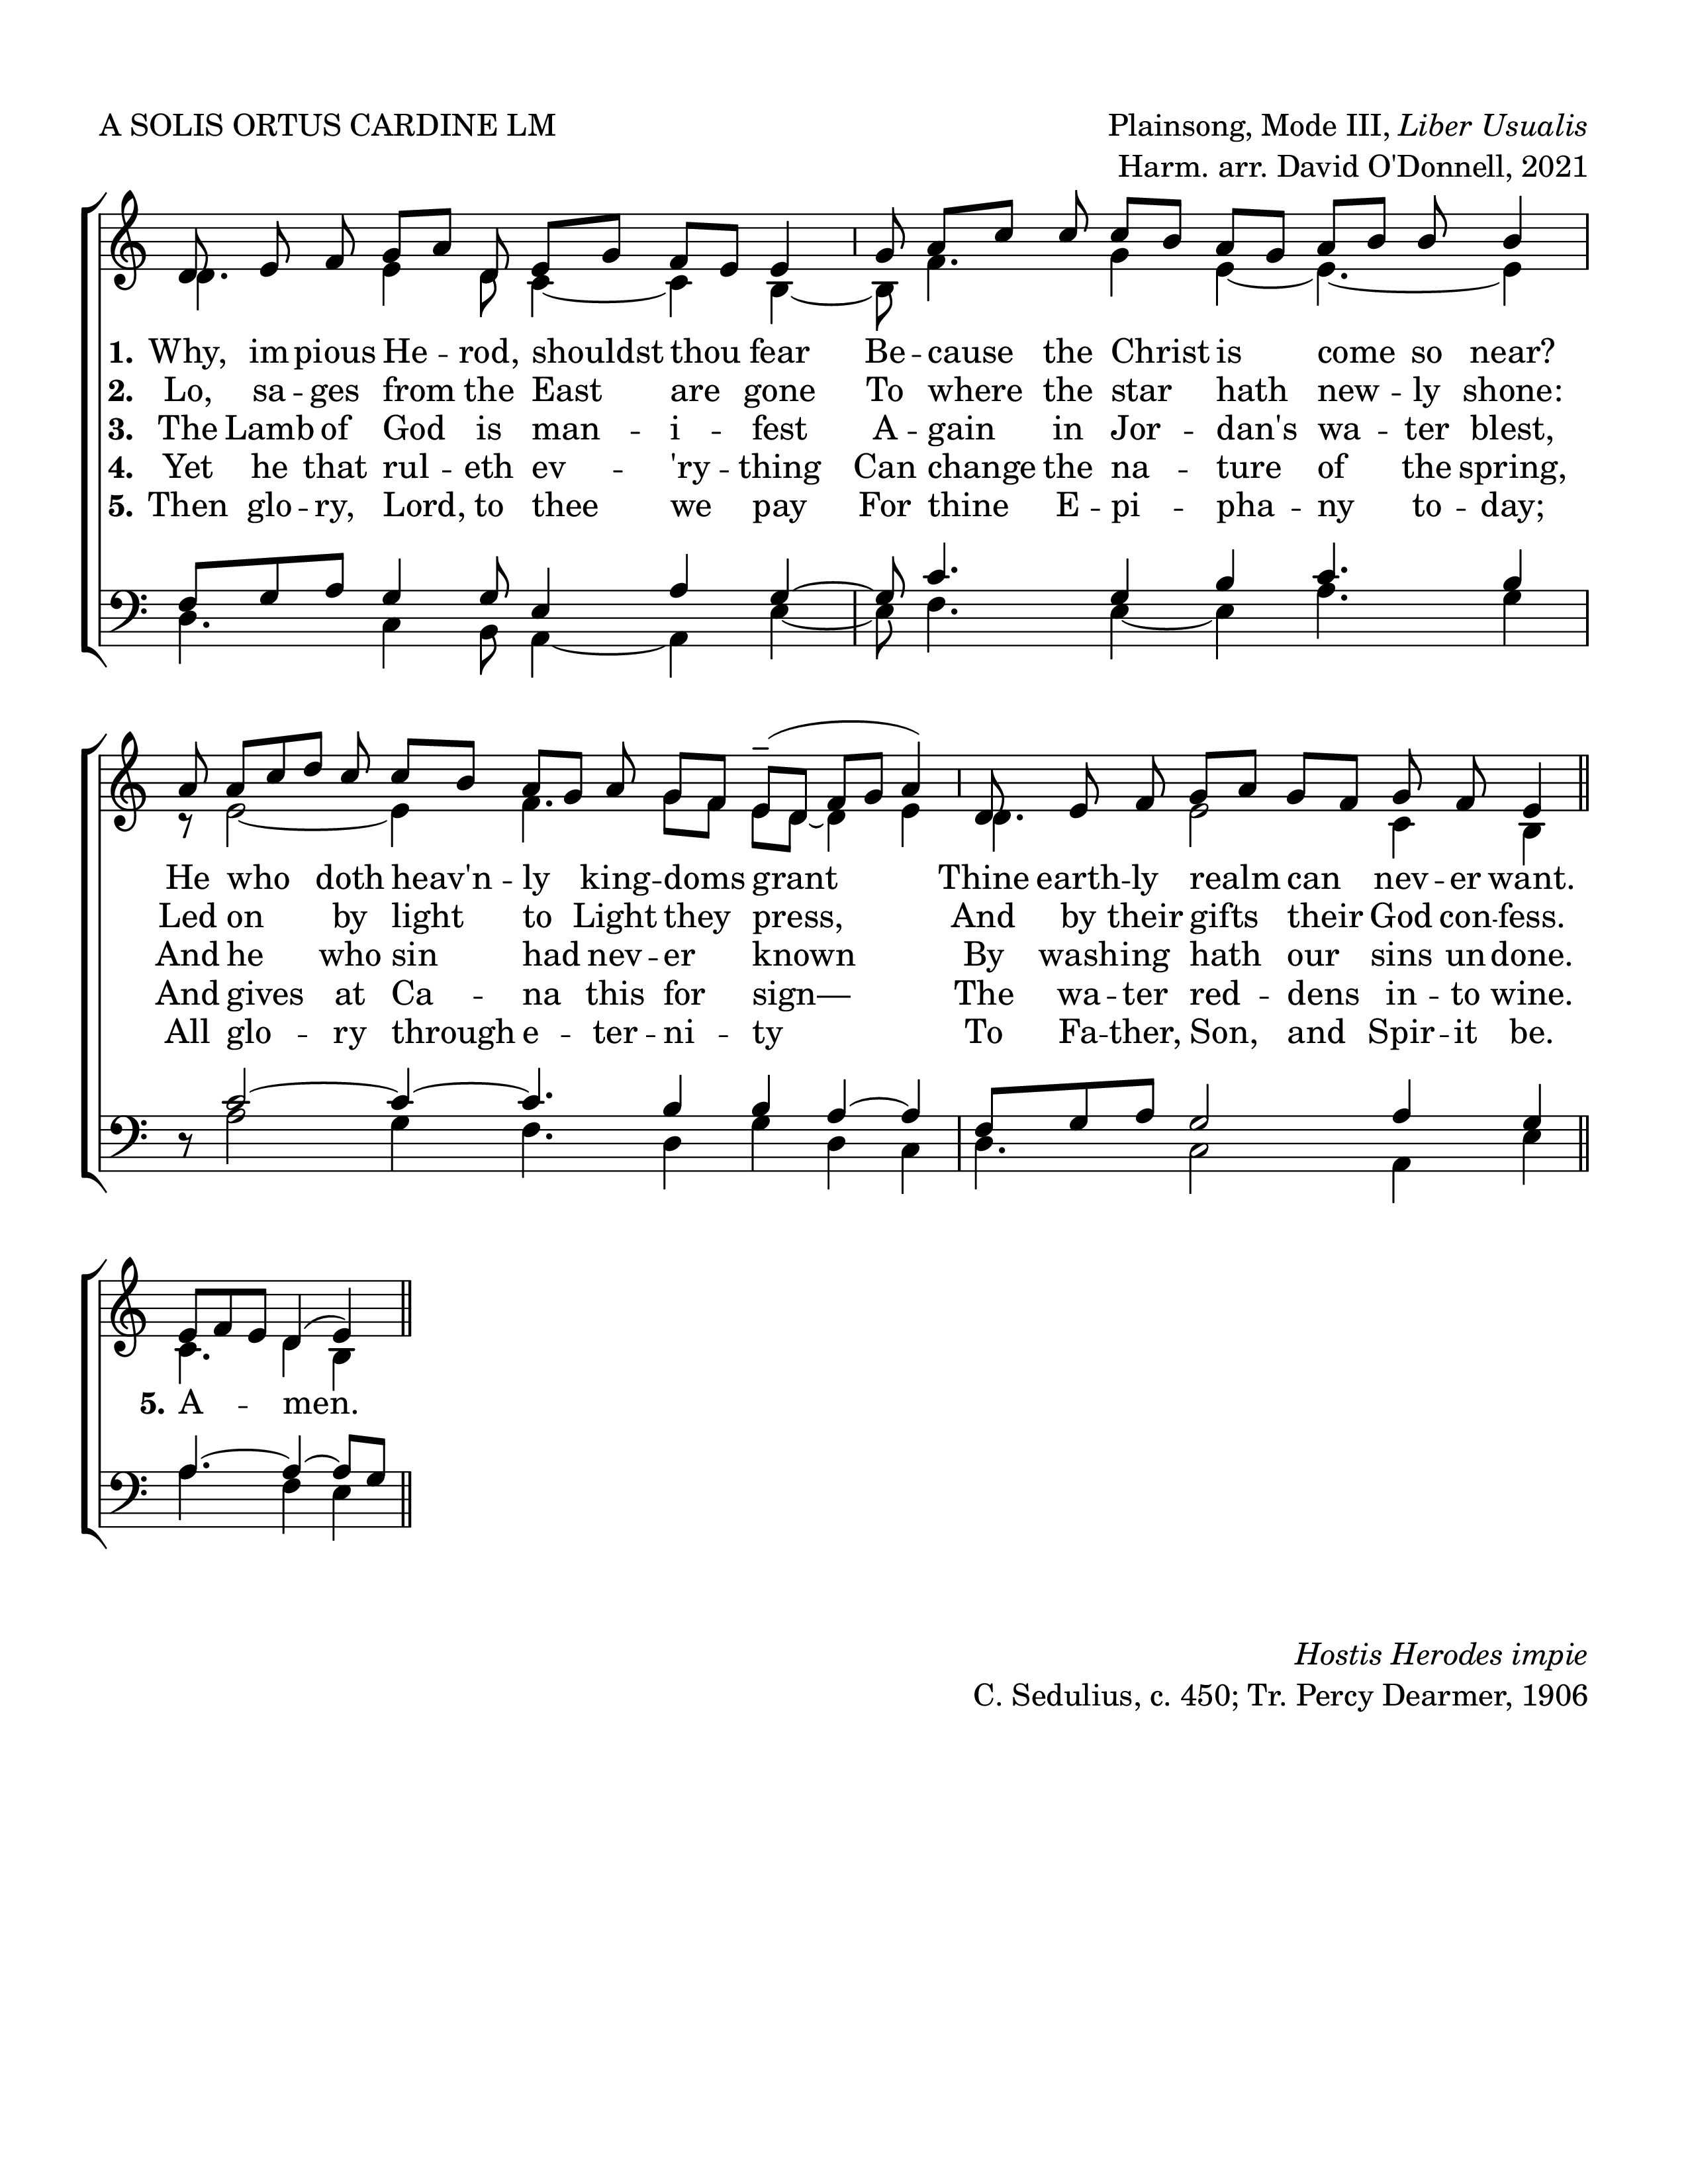 A SOLIS ORTUS CARDINE LM
Plainsong, Mode III, Liber Usualis
Harm. arr. David O'Donnell, 2021
1. Why, im pious He - rod, shouldst thou fear Be - cause the Christ is come so near?
2. Lo, sa - ges from the East are gone To where the star hath new - ly shone:
3. The Lamb of God is man - i - fest A - gain in Jor - dan's wa - ter blest,
4. Yet he that rul - eth ev - 'ry - thing Can change the na - ture of the spring,
5. Then glo - ry, Lord, to thee we pay For thine E - pi - pha - ny to - day;
He who doth heav'n - ly king - doms grant Thine earth - ly realm can nev - er want.
Led on by light to Light they press, And by their gifts their God con - fess.
And he who sin had nev - er known By wash ing hath our sins un done.
And gives at Ca - na this for sign— The wa - ter red - dens in - to wine.
All glo - ry through e - ter - ni - ty To Fa - ther, Son, and Spir - it be.
5. A - men.
Hostis Herodes impie
C. Sedulius, c. 450; Tr. Percy Dearmer, 1906